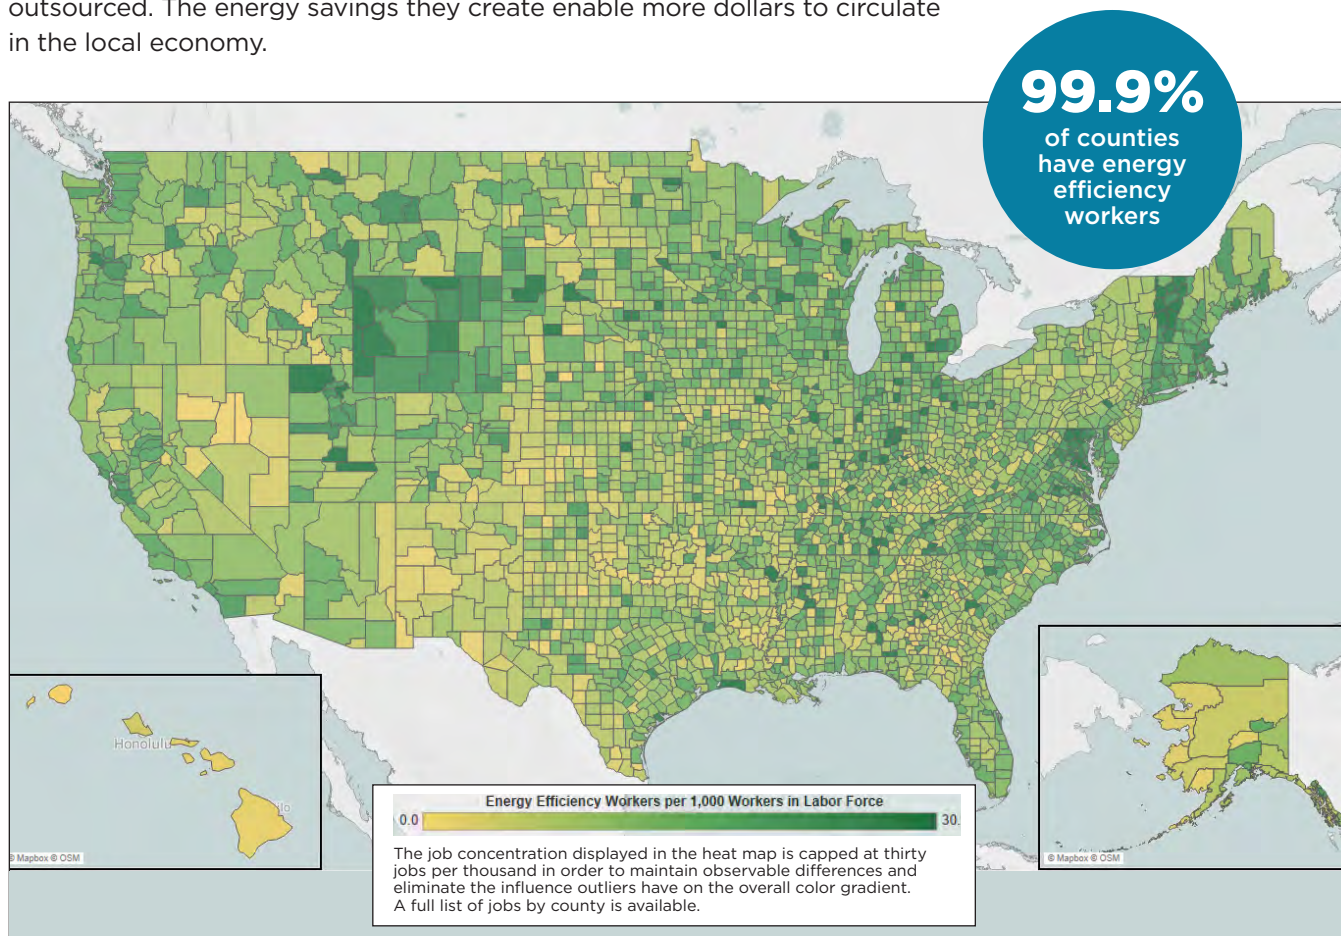 outsourced. The energy savings they create enable more dollars to circulate
in the local economy.
99.9%
of counties
have energy
efficiency
workers
Honolulu
ilo
© Mapbox © OSM
© Mapbox © OSM
Energy Efficiency Workers per 1,000 Workers in Labor Force
0.0
30.
The job concentration displayed in the heat map is capped at thirty
jobs per thousand in order to maintain observable differences and
eliminate the influence outliers have on the overall color gradient.
A full list of jobs by county is available.